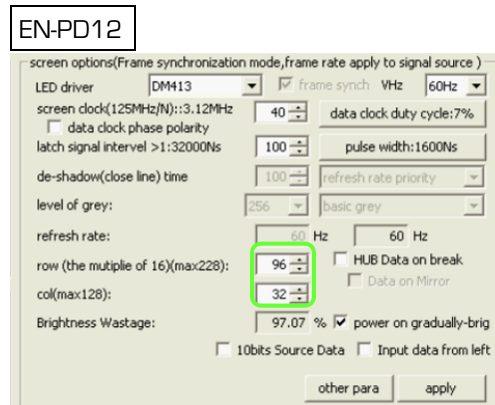 EN-PD12
screen options(Frame synchronization mode,frame rate apply to signal source )
LED driver DM413 frame synch VHz 60Hz
screen clock(125MHz/N)::3.12MHz 40 data clock duty cycle:7%
data clock phase polarity
latch signal intervel >1:32000Ns 100 pulse width:1600Ns
de-shadow(close line) time 100 refresh rate priority
level of grey: 256 basic grey
refresh rate: 60 Hz 60 Hz
row (the mutiplie of 16)(max228): 96 HUB Data on break
Data on Mirror
col(max128): 32
Brightness Wastage: 97.07 % power on gradually-brig
10bits Source Data Input data from left
other para apply